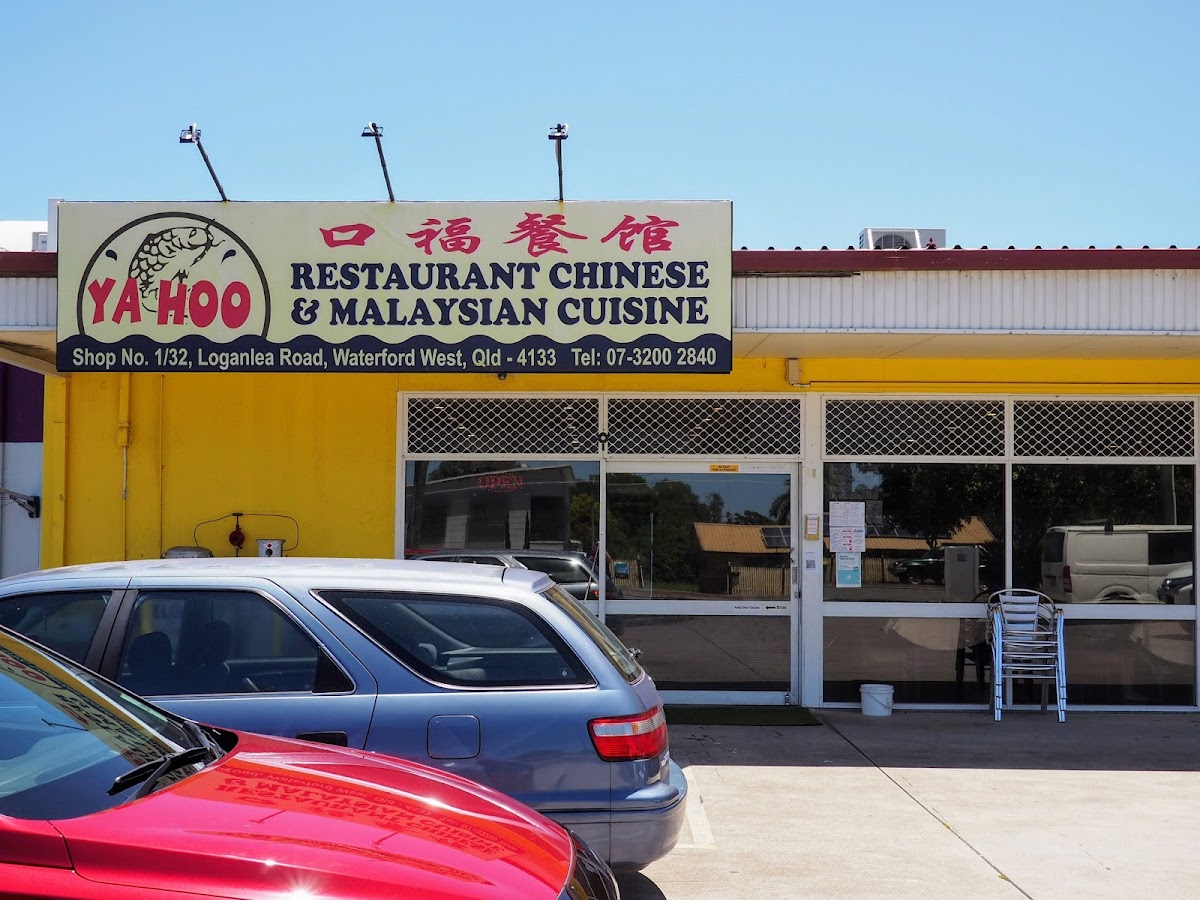 口福餐馆
YA HOO
RESTAURANT CHINESE
& MALAYSIAN CUISINE
Shop No. 1/32, Loganlea Road, Waterford West, Qld - 4133 Tel: 07-3200 2840
OPEN